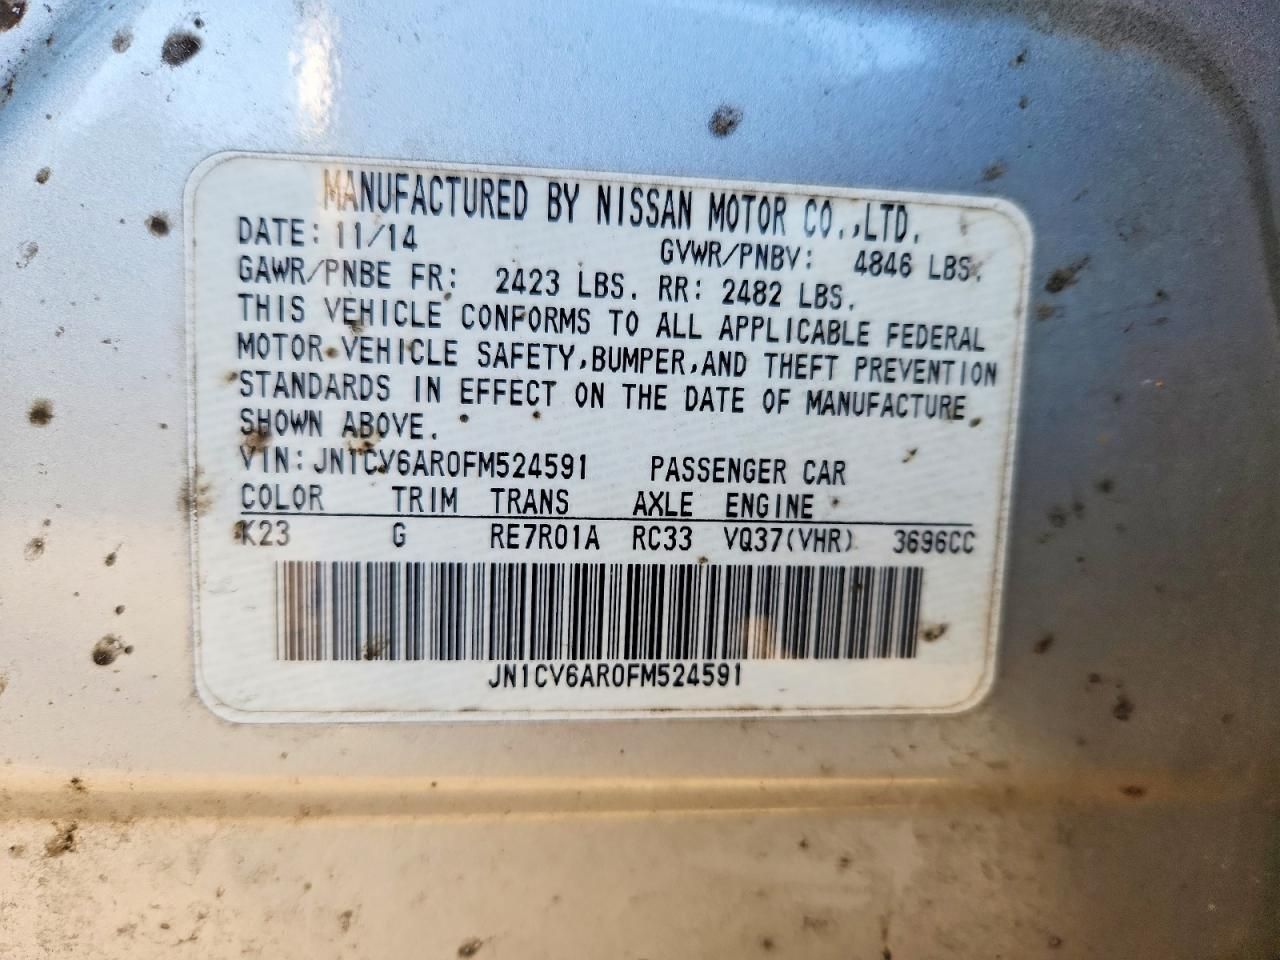 MANUFACTURED BY NISSAN MOTOR CO.,LTD.
DATE: 11/14 GVWR/PNBV: 4846 LBS.
GAWR/PNBE FR: 2423 LBS. RR: 2482 LBS.
THIS VEHICLE CONFORMS TO ALL APPLICABLE FEDERAL
MOTOR VEHICLE SAFETY,BUMPER,AND THEFT PREVENTION
STANDARDS IN EFFECT ON THE DATE OF MANUFACTURE
SHOWN ABOVE.
VIN: JN1CV6AR0FM524591 PASSENGER CAR
COLOR TRIM TRANS AXLE ENGINE
K23 G RE7R01A RC33 VQ37(VHR) 3696CC
JN1CV6AR0FM524591